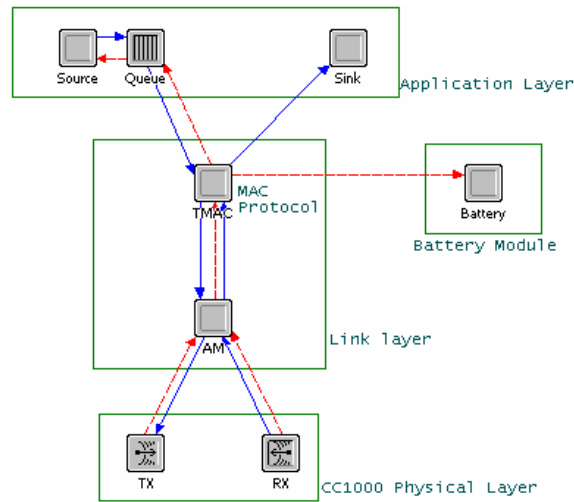 Source
Queue
Sink
Application Layer
MAC
Protocol
TMAC
Battery
Battery Module
AM
Link layer
TX
RX
CC1000 Physical Layer